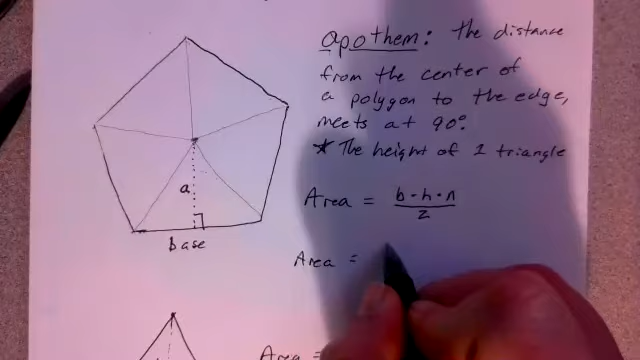 apothem: the distance
from the center of
a polygon to the edge,
meets at 90°.
* The height of 1 triangle
a
base
Area = b·h·n
2
Area =
Area =